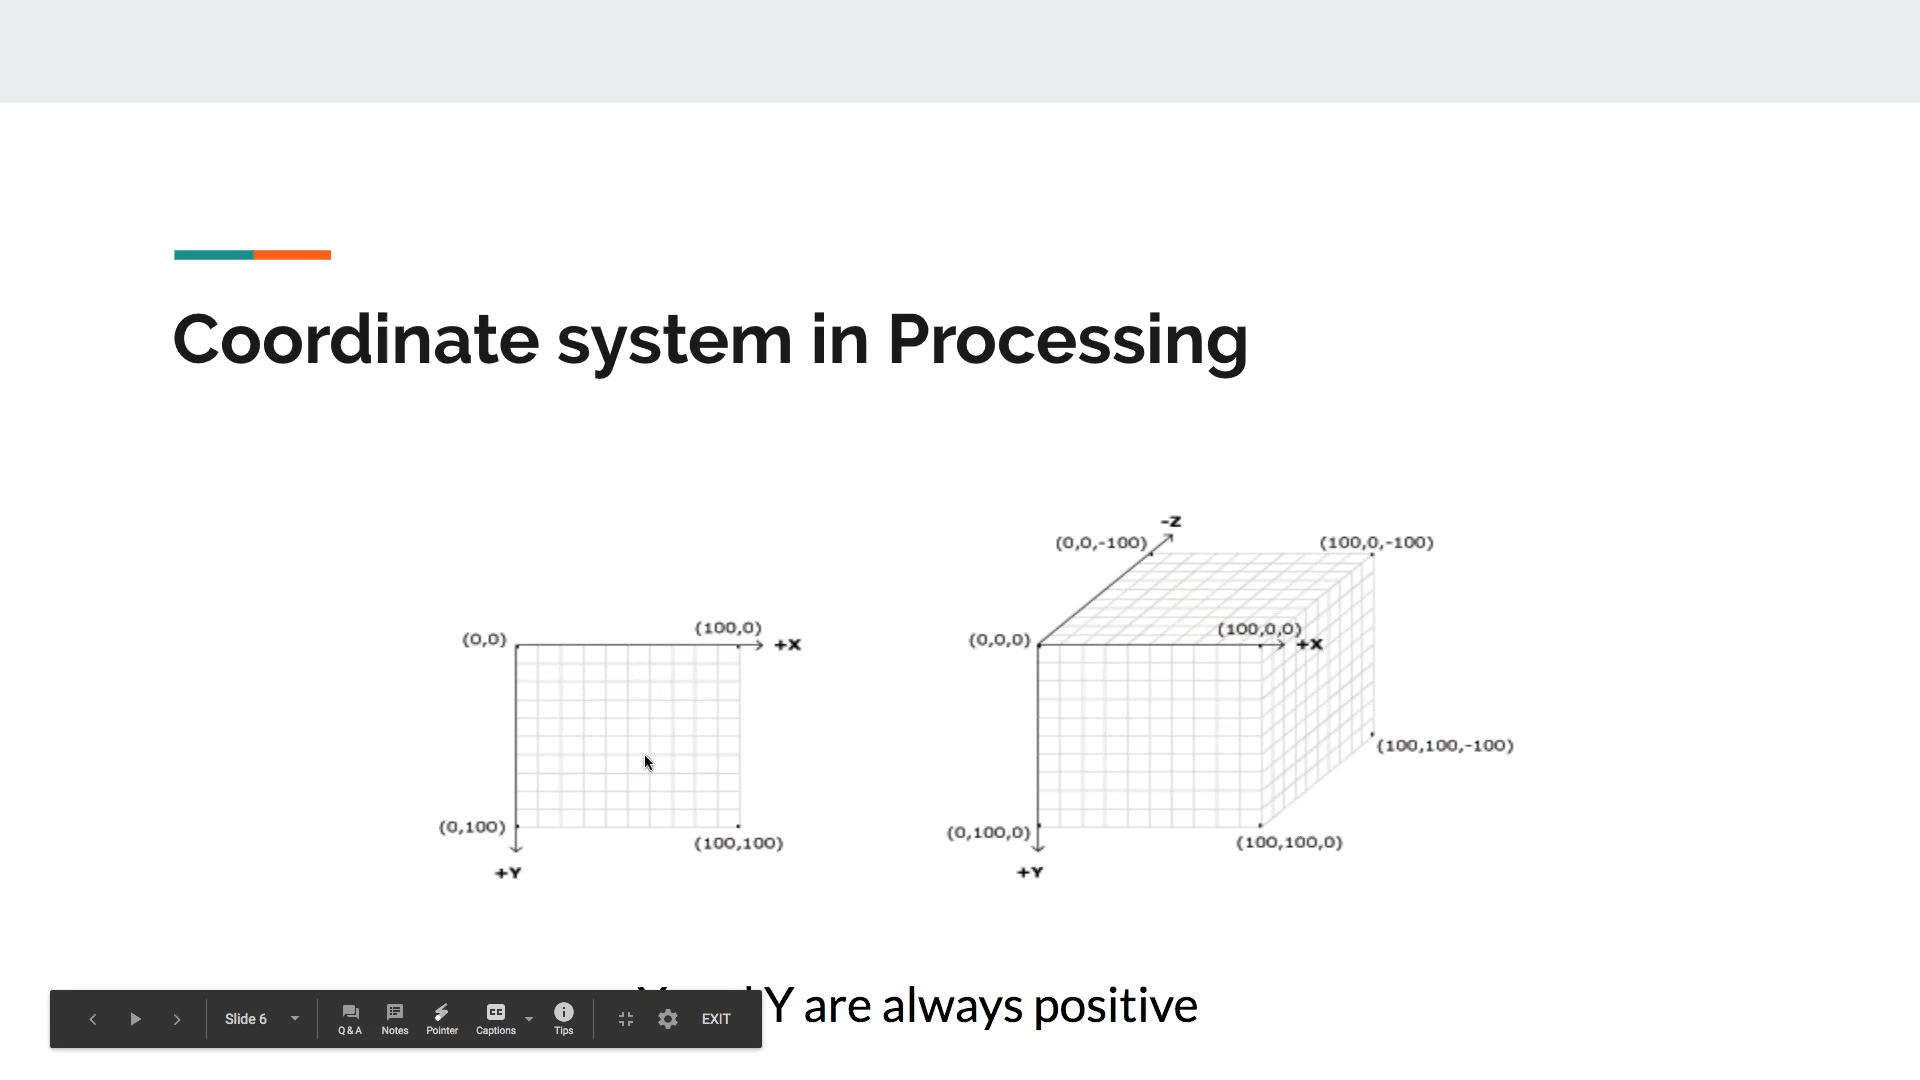 Coordinate system in Processing
-Z
(0,0,-100)
(100,0,-100)
(0,0)
(100,0)
+X
(0,0,0)
(100,0,0)
+X
(100,100,-100)
(0,100)
(100,100)
+Y
(0,100,0)
(100,100,0)
+Y
Y are always positive
Slide 6
Q & A
Notes
Pointer
CC
Captions
Tips
EXIT